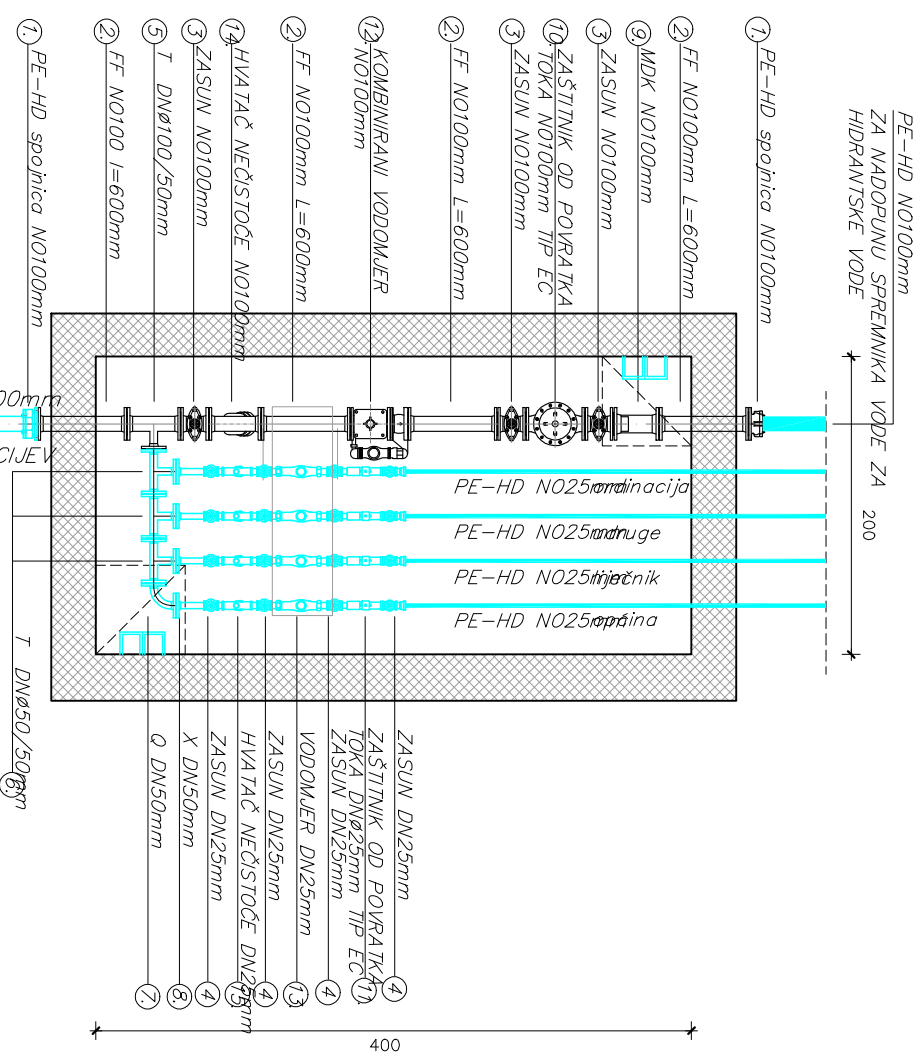 PE-HD NO100mm
ZA NADOPUNU SPREMNIKA VODE ZA
HIDRANTSKE VODE
200
1. PE-HD spojnica NO100mm
2. FF NO100mm L=600mm
9. MDK NO100mm
3 ZASUN NO100mm
10. ZAŠTITNIK OD POVRATKA
TOKA NO100mm TIP EC
3 ZASUN NO100mm
2. FF NO100mm L=600mm
12. KOMBINIRANI VODOMJER
NO100mm
2. FF NO100mm L=600mm
14. HVATAČ NEČISTOĆE NO100mm
3 ZASUN NO100mm
5 T DNø100/50mm
2. FF NO100 l=600mm
1. PE-HD spojnica NO100mm
00mm
CIJEV
PE-HD NO25mm ordinacija
PE-HD NO25mm udruge
PE-HD NO25mm liječnik
PE-HD NO25mm općina
ZASUN DN25mm 4
ZAŠTITNIK OD POVRATKA
TOKA DNø25mm TIP EC 11.
ZASUN DN25mm 4
VODOMJER DN25mm 13.
ZASUN DN25mm 4
HVATAČ NEČISTOĆE DN25mm 15.
ZASUN DN25mm 4
X DN50mm 8.
Q DN50mm 7.
T DNø50/50mm 6.
400